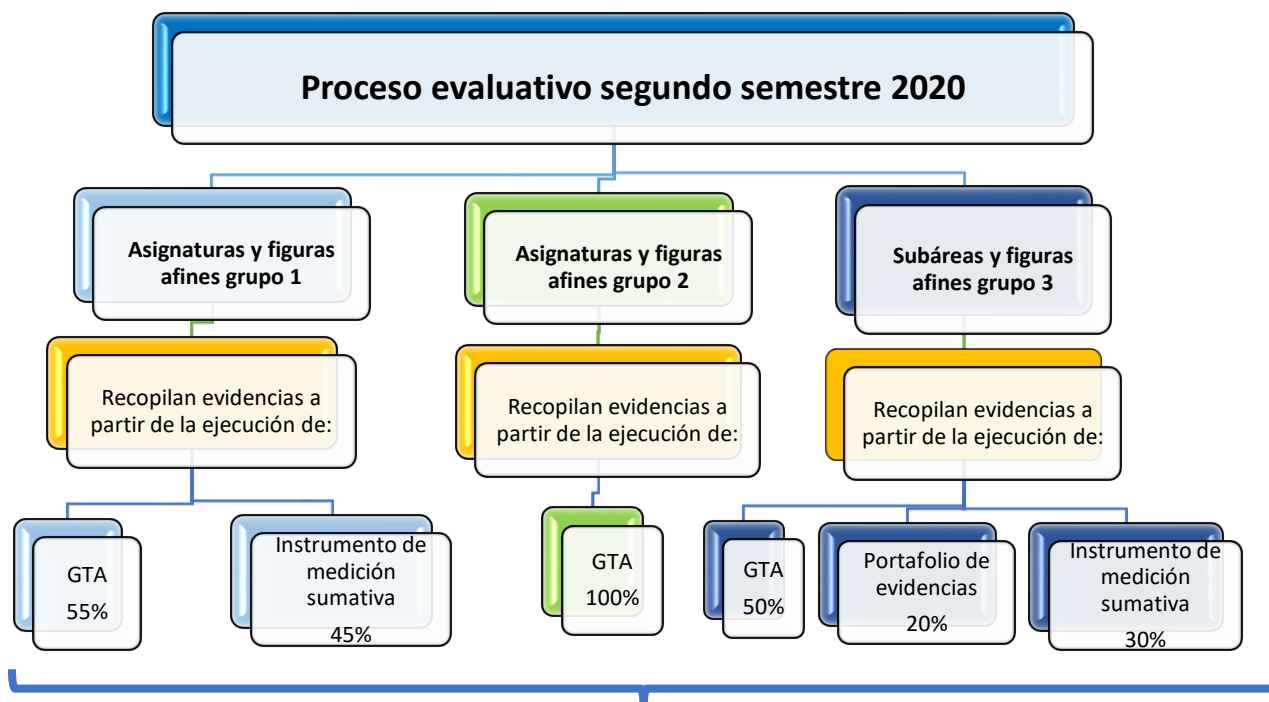 Proceso evaluativo segundo semestre 2020
Asignaturas y figuras
afines grupo 1
Asignaturas y figuras
afines grupo 2
Subáreas y figuras
afines grupo 3
Recopilan evidencias a
partir de la ejecución de:
Recopilan evidencias a
partir de la ejecución de:
Recopilan evidencias a
partir de la ejecución de:
GTA
55%
Instrumento de
medición
sumativa
45%
GTA
100%
GTA
50%
Portafolio de
evidencias
20%
Instrumento de
medición
sumativa
30%